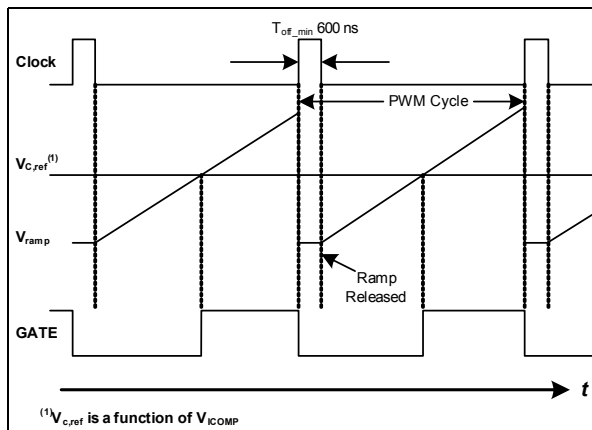 T_off_min 600 ns
Clock
PWM Cycle
V_C,ref^(1)
V_ramp
Ramp
Released
GATE
t
^(1)V_c,ref is a function of V_ICOMP